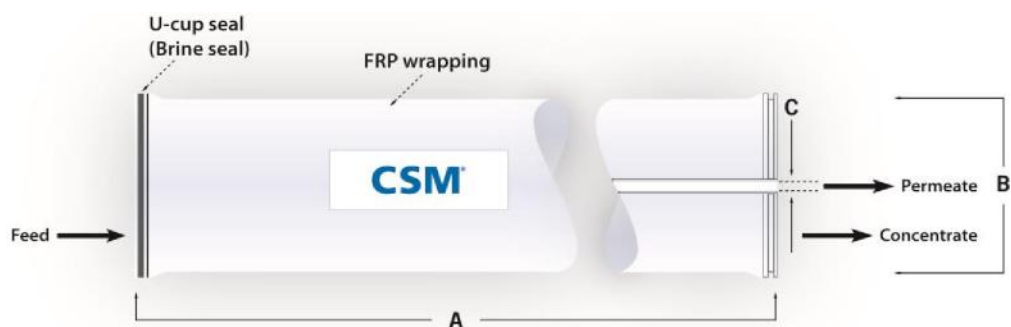 U-cup seal
(Brine seal)
FRP wrapping
C
CSM®
Permeate
B
Feed
Concentrate
A